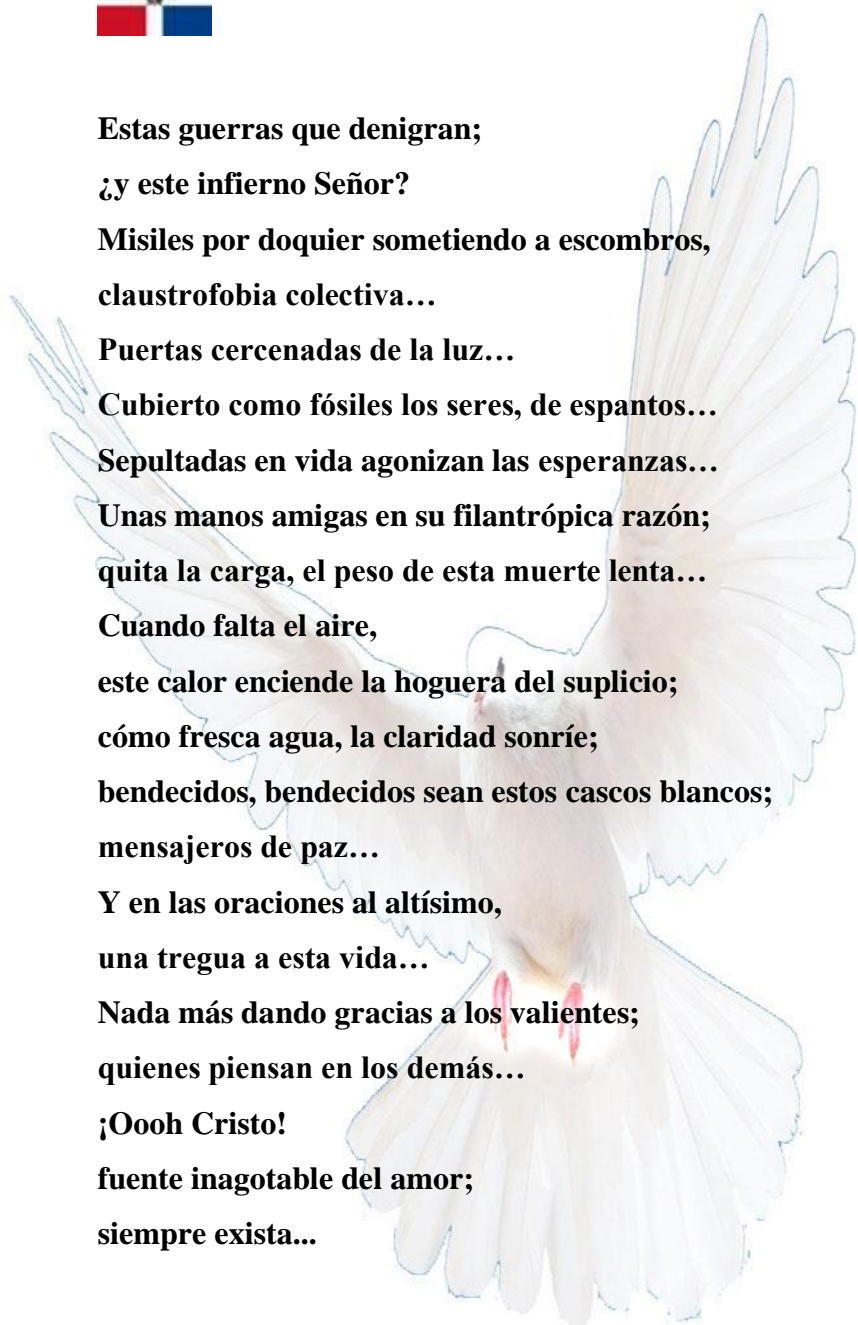 Estas guerras que denigran;
¿y este infierno Señor?
Misiles por doquier sometiendo a escombros,
claustrofobia colectiva…
Puertas cercenadas de la luz…
Cubierto como fósiles los seres, de espantos…
Sepultadas en vida agonizan las esperanzas…
Unas manos amigas en su filantrópica razón;
quita la carga, el peso de esta muerte lenta…
Cuando falta el aire,
este calor enciende la hoguera del suplicio;
cómo fresca agua, la claridad sonríe;
bendecidos, bendecidos sean estos cascos blancos;
mensajeros de paz…
Y en las oraciones al altísimo,
una tregua a esta vida…
Nada más dando gracias a los valientes;
quienes piensan en los demás…
¡Oooh Cristo!
fuente inagotable del amor;
siempre exista...